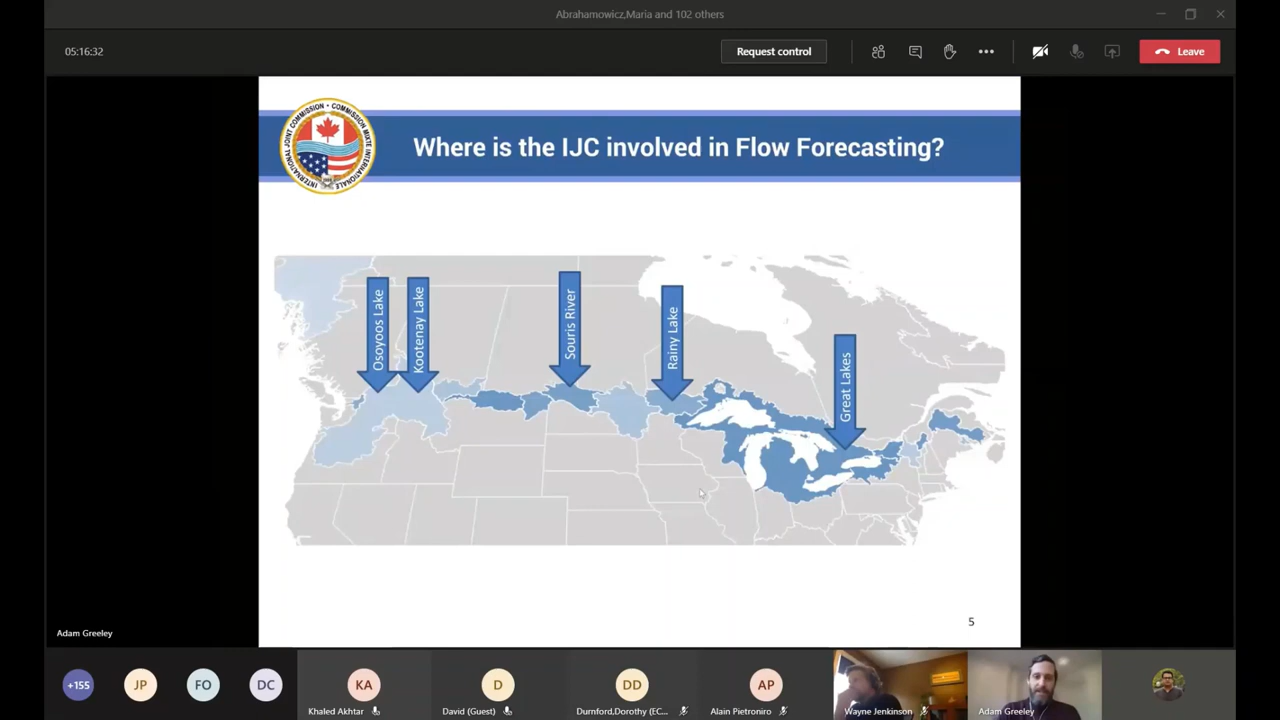 Abrahamowicz,Maria and 102 others
05:16:32
Request control
Leave
INTERNATIONAL JOINT COMMISSION • COMMISSION MIXTE INTERNATIONALE
Where is the IJC involved in Flow Forecasting?
Osoyoos Lake
Kootenay Lake
Souris River
Rainy Lake
Great Lakes
5
Adam Greeley
+155
JP
FO
DC
KA
D
DD
AP
Khaled Akhtar
David (Guest)
Durnford,Dorothy (EC...
Alain Pietroniro
Wayne Jenkinson
Adam Greeley